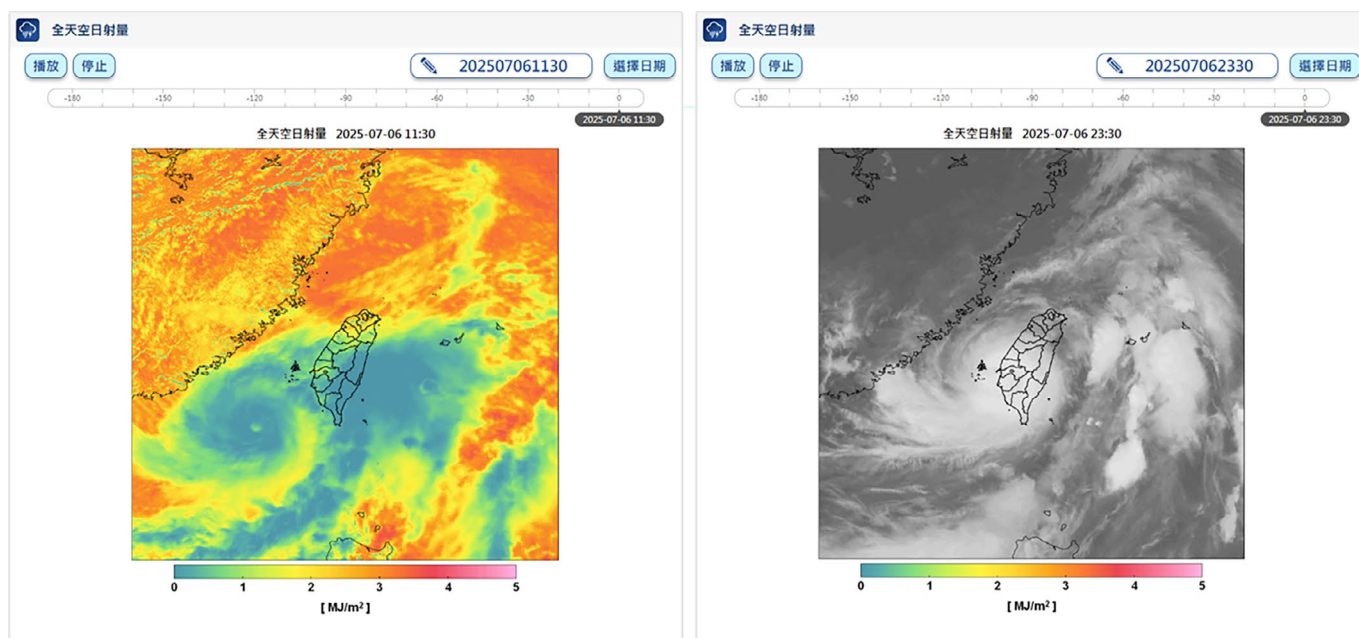 全天空日射量
播放 停止 202507061130 選擇日期
-180 -150 -120 -90 -60 -30 0
2025-07-06 11:30
全天空日射量 2025-07-06 11:30
0 1 2 3 4 5
[ MJ/m² ]
全天空日射量
播放 停止 202507062330 選擇日期
-180 -150 -120 -90 -60 -30 0
2025-07-06 23:30
全天空日射量 2025-07-06 23:30
0 1 2 3 4 5
[ MJ/m² ]